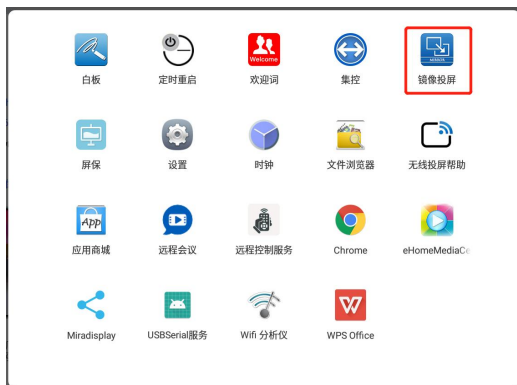 Welcome
MIRROR
白板
定时重启
欢迎词
集控
镜像投屏
屏保
设置
时钟
文件浏览器
无线投屏帮助
App
应用商城
远程会议
远程控制服务
Chrome
eHomeMediaCe
Miradisplay
USBSerial服务
Wifi 分析仪
WPS Office